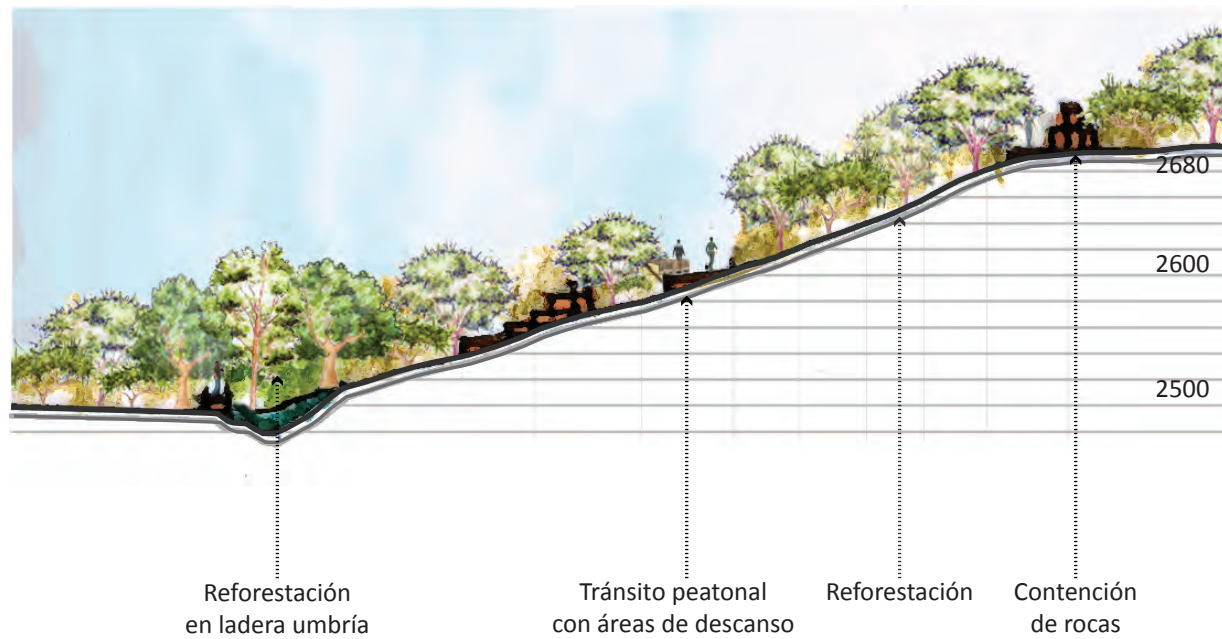 2680
2600
2500
Reforestación
en ladera umbría
Tránsito peatonal
con áreas de descanso
Reforestación
Contención
de rocas